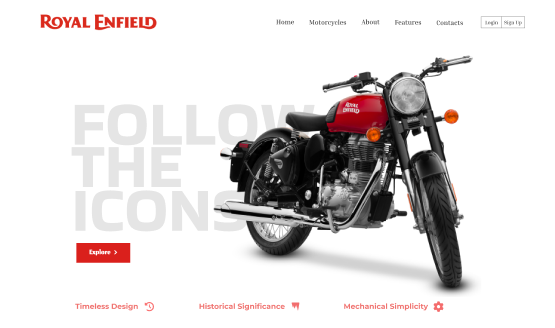 ROYAL ENFIELD
Home Motorcycles About Features Contacts Login Sign Up
FOLLOW
THE
ICONS
ROYAL
ENFIELD
Explore >
Timeless Design Historical Significance Mechanical Simplicity